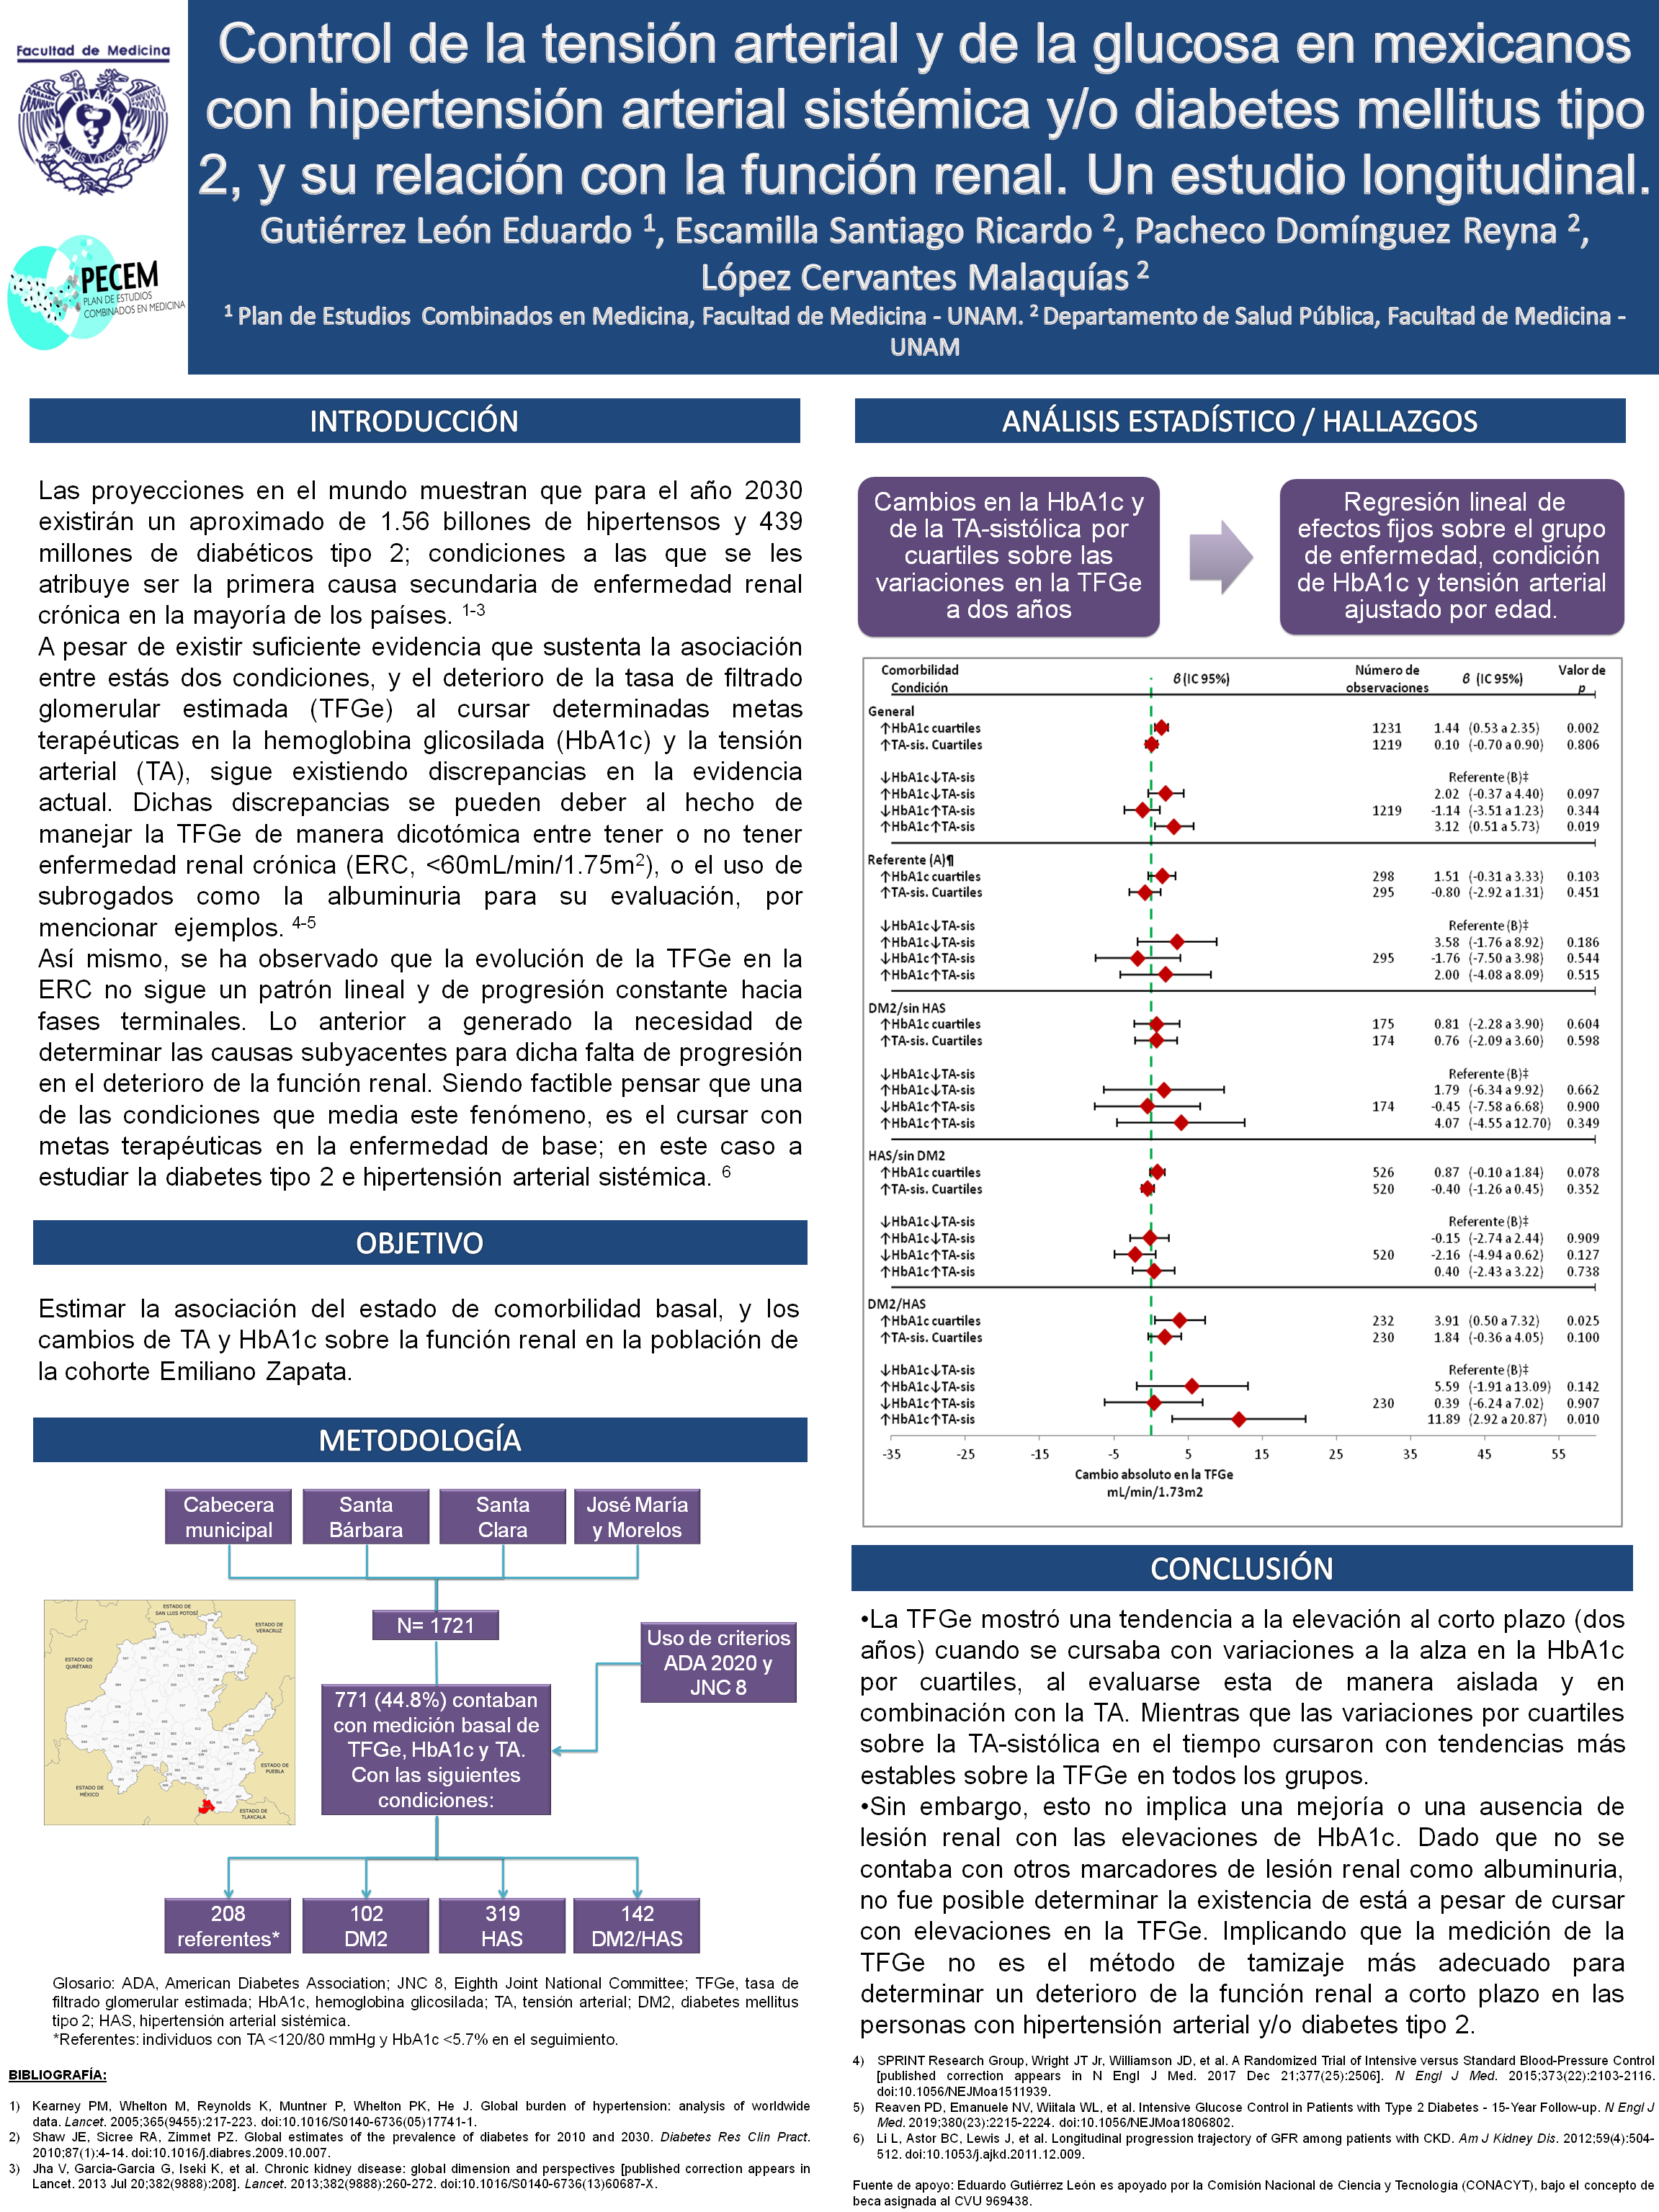 Facultad de Medicina
UNAM
Aliis Vivere
PECEM
PLAN DE ESTUDIOS
COMBINADOS EN MEDICINA
Control de la tensión arterial y de la glucosa en mexicanos
con hipertensión arterial sistémica y/o diabetes mellitus tipo
2, y su relación con la función renal. Un estudio longitudinal.
Gutiérrez León Eduardo 1, Escamilla Santiago Ricardo 2, Pacheco Domínguez Reyna 2,
López Cervantes Malaquías 2
1 Plan de Estudios Combinados en Medicina, Facultad de Medicina - UNAM. 2 Departamento de Salud Pública, Facultad de Medicina -
UNAM
INTRODUCCIÓN
Las proyecciones en el mundo muestran que para el año 2030
existirán un aproximado de 1.56 billones de hipertensos y 439
millones de diabéticos tipo 2; condiciones a las que se les
atribuye ser la primera causa secundaria de enfermedad renal
crónica en la mayoría de los países. 1-3
A pesar de existir suficiente evidencia que sustenta la asociación
entre estás dos condiciones, y el deterioro de la tasa de filtrado
glomerular estimada (TFGe) al cursar determinadas metas
terapéuticas en la hemoglobina glicosilada (HbA1c) y la tensión
arterial (TA), sigue existiendo discrepancias en la evidencia
actual. Dichas discrepancias se pueden deber al hecho de
manejar la TFGe de manera dicotómica entre tener o no tener
enfermedad renal crónica (ERC, <60mL/min/1.75m2), o el uso de
subrogados como la albuminuria para su evaluación, por
mencionar ejemplos. 4-5
Así mismo, se ha observado que la evolución de la TFGe en la
ERC no sigue un patrón lineal y de progresión constante hacia
fases terminales. Lo anterior a generado la necesidad de
determinar las causas subyacentes para dicha falta de progresión
en el deterioro de la función renal. Siendo factible pensar que una
de las condiciones que media este fenómeno, es el cursar con
metas terapéuticas en la enfermedad de base; en este caso a
estudiar la diabetes tipo 2 e hipertensión arterial sistémica. 6
OBJETIVO
Estimar la asociación del estado de comorbilidad basal, y los
cambios de TA y HbA1c sobre la función renal en la población de
la cohorte Emiliano Zapata.
METODOLOGÍA
Cabecera municipal
Santa Bárbara
Santa Clara
José María y Morelos
N= 1721
Uso de criterios
ADA 2020 y
JNC 8
771 (44.8%) contaban
con medición basal de
TFGe, HbA1c y TA.
Con las siguientes
condiciones:
ESTADO DE SAN LUIS POTOSÍ
ESTADO DE VERACRUZ
ESTADO DE QUERÉTARO
ESTADO DE PUEBLA
ESTADO DE MÉXICO
ESTADO DE TLAXCALA
208 referentes*
102 DM2
319 HAS
142 DM2/HAS
Glosario: ADA, American Diabetes Association; JNC 8, Eighth Joint National Committee; TFGe, tasa de
filtrado glomerular estimada; HbA1c, hemoglobina glicosilada; TA, tensión arterial; DM2, diabetes mellitus
tipo 2; HAS, hipertensión arterial sistémica.
*Referentes: individuos con TA <120/80 mmHg y HbA1c <5.7% en el seguimiento.
BIBLIOGRAFÍA:
1) Kearney PM, Whelton M, Reynolds K, Muntner P, Whelton PK, He J. Global burden of hypertension: analysis of worldwide
data. Lancet. 2005;365(9455):217-223. doi:10.1016/S0140-6736(05)17741-1.
2) Shaw JE, Sicree RA, Zimmet PZ. Global estimates of the prevalence of diabetes for 2010 and 2030. Diabetes Res Clin Pract.
2010;87(1):4-14. doi:10.1016/j.diabres.2009.10.007.
3) Jha V, Garcia-Garcia G, Iseki K, et al. Chronic kidney disease: global dimension and perspectives [published correction appears in
Lancet. 2013 Jul 20;382(9888):208]. Lancet. 2013;382(9888):260-272. doi:10.1016/S0140-6736(13)60687-X.
ANÁLISIS ESTADÍSTICO / HALLAZGOS
Cambios en la HbA1c y
de la TA-sistólica por
cuartiles sobre las
variaciones en la TFGe
a dos años
Regresión lineal de
efectos fijos sobre el grupo
de enfermedad, condición
de HbA1c y tensión arterial
ajustado por edad.
Comorbilidad β (IC 95%) Número de β (IC 95%) Valor de
Condición observaciones p
General
↑HbA1c cuartiles 1231 1.44 (0.53 a 2.35) 0.002
↑TA-sis. Cuartiles 1219 0.10 (-0.70 a 0.90) 0.806
↓HbA1c↓TA-sis Referente (B)‡
↑HbA1c↓TA-sis 2.02 (-0.37 a 4.40) 0.097
↓HbA1c↑TA-sis 1219 -1.14 (-3.51 a 1.23) 0.344
↑HbA1c↑TA-sis 3.12 (0.51 a 5.73) 0.019
Referente (A)¶
↑HbA1c cuartiles 298 1.51 (-0.31 a 3.33) 0.103
↑TA-sis. Cuartiles 295 -0.80 (-2.92 a 1.31) 0.451
↓HbA1c↓TA-sis Referente (B)‡
↑HbA1c↓TA-sis 3.58 (-1.76 a 8.92) 0.186
↓HbA1c↑TA-sis 295 -1.76 (-7.50 a 3.98) 0.544
↑HbA1c↑TA-sis 2.00 (-4.08 a 8.09) 0.515
DM2/sin HAS
↑HbA1c cuartiles 175 0.81 (-2.28 a 3.90) 0.604
↑TA-sis. Cuartiles 174 0.76 (-2.09 a 3.60) 0.598
↓HbA1c↓TA-sis Referente (B)‡
↑HbA1c↓TA-sis 1.79 (-6.34 a 9.92) 0.662
↓HbA1c↑TA-sis 174 -0.45 (-7.58 a 6.68) 0.900
↑HbA1c↑TA-sis 4.07 (-4.55 a 12.70) 0.349
HAS/sin DM2
↑HbA1c cuartiles 526 0.87 (-0.10 a 1.84) 0.078
↑TA-sis. Cuartiles 520 -0.40 (-1.26 a 0.45) 0.352
↓HbA1c↓TA-sis Referente (B)‡
↑HbA1c↓TA-sis -0.15 (-2.74 a 2.44) 0.909
↓HbA1c↑TA-sis 520 -2.16 (-4.94 a 0.62) 0.127
↑HbA1c↑TA-sis 0.40 (-2.43 a 3.22) 0.738
DM2/HAS
↑HbA1c cuartiles 232 3.91 (0.50 a 7.32) 0.025
↑TA-sis. Cuartiles 230 1.84 (-0.36 a 4.05) 0.100
↓HbA1c↓TA-sis Referente (B)‡
↑HbA1c↓TA-sis 5.59 (-1.91 a 13.09) 0.142
↓HbA1c↑TA-sis 230 0.39 (-6.24 a 7.02) 0.907
↑HbA1c↑TA-sis 11.89 (2.92 a 20.87) 0.010
-35 -25 -15 -5 5 15 25 35 45 55
Cambio absoluto en la TFGe
mL/min/1.73m2
CONCLUSIÓN
•La TFGe mostró una tendencia a la elevación al corto plazo (dos
años) cuando se cursaba con variaciones a la alza en la HbA1c
por cuartiles, al evaluarse esta de manera aislada y en
combinación con la TA. Mientras que las variaciones por cuartiles
sobre la TA-sistólica en el tiempo cursaron con tendencias más
estables sobre la TFGe en todos los grupos.
•Sin embargo, esto no implica una mejoría o una ausencia de
lesión renal con las elevaciones de HbA1c. Dado que no se
contaba con otros marcadores de lesión renal como albuminuria,
no fue posible determinar la existencia de está a pesar de cursar
con elevaciones en la TFGe. Implicando que la medición de la
TFGe no es el método de tamizaje más adecuado para
determinar un deterioro de la función renal a corto plazo en las
personas con hipertensión arterial y/o diabetes tipo 2.
4) SPRINT Research Group, Wright JT Jr, Williamson JD, et al. A Randomized Trial of Intensive versus Standard Blood-Pressure Control
[published correction appears in N Engl J Med. 2017 Dec 21;377(25):2506]. N Engl J Med. 2015;373(22):2103-2116.
doi:10.1056/NEJMoa1511939.
5) Reaven PD, Emanuele NV, Wiitala WL, et al. Intensive Glucose Control in Patients with Type 2 Diabetes - 15-Year Follow-up. N Engl J
Med. 2019;380(23):2215-2224. doi:10.1056/NEJMoa1806802.
6) Li L, Astor BC, Lewis J, et al. Longitudinal progression trajectory of GFR among patients with CKD. Am J Kidney Dis. 2012;59(4):504-
512. doi:10.1053/j.ajkd.2011.12.009.
Fuente de apoyo: Eduardo Gutiérrez León es apoyado por la Comisión Nacional de Ciencia y Tecnología (CONACYT), bajo el concepto de
beca asignada al CVU 969438.